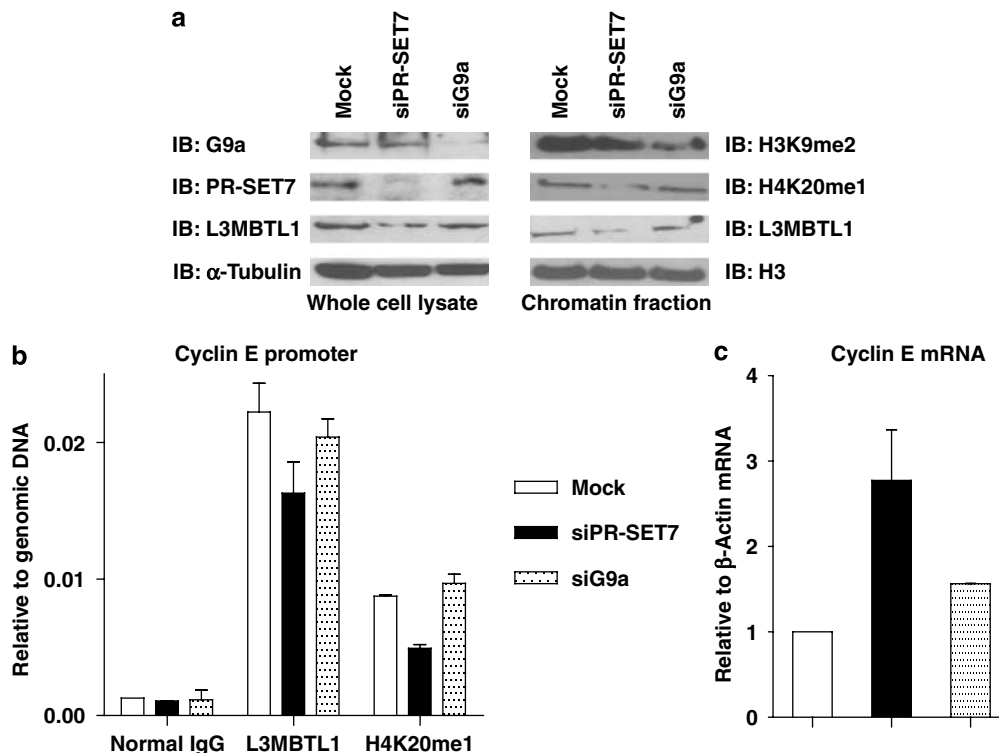 a
Mock
siPR-SET7
siG9a
Mock
siPR-SET7
siG9a
IB: G9a
IB: H3K9me2
IB: PR-SET7
IB: H4K20me1
IB: L3MBTL1
IB: L3MBTL1
IB: α-Tubulin
IB: H3
Whole cell lysate
Chromatin fraction
b
Cyclin E promoter
Relative to genomic DNA
0.02
0.01
0.00
Normal IgG
L3MBTL1
H4K20me1
Mock
siPR-SET7
siG9a
c
Cyclin E mRNA
Relative to β-Actin mRNA
4
3
2
1
0